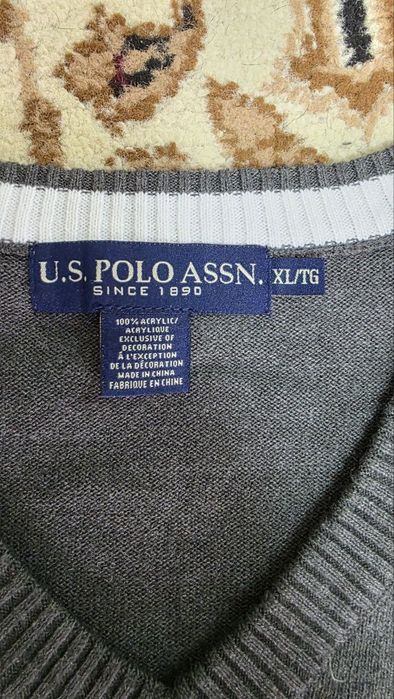 U.S. POLO ASSN.
SINCE 1890
XL/TG
100% ACRYLIC/
ACRYLIQUE
EXCLUSIVE OF
DECORATION
À L'EXCEPTION
DE LA DÉCORATION
MADE IN CHINA
FABRIQUE EN CHINE